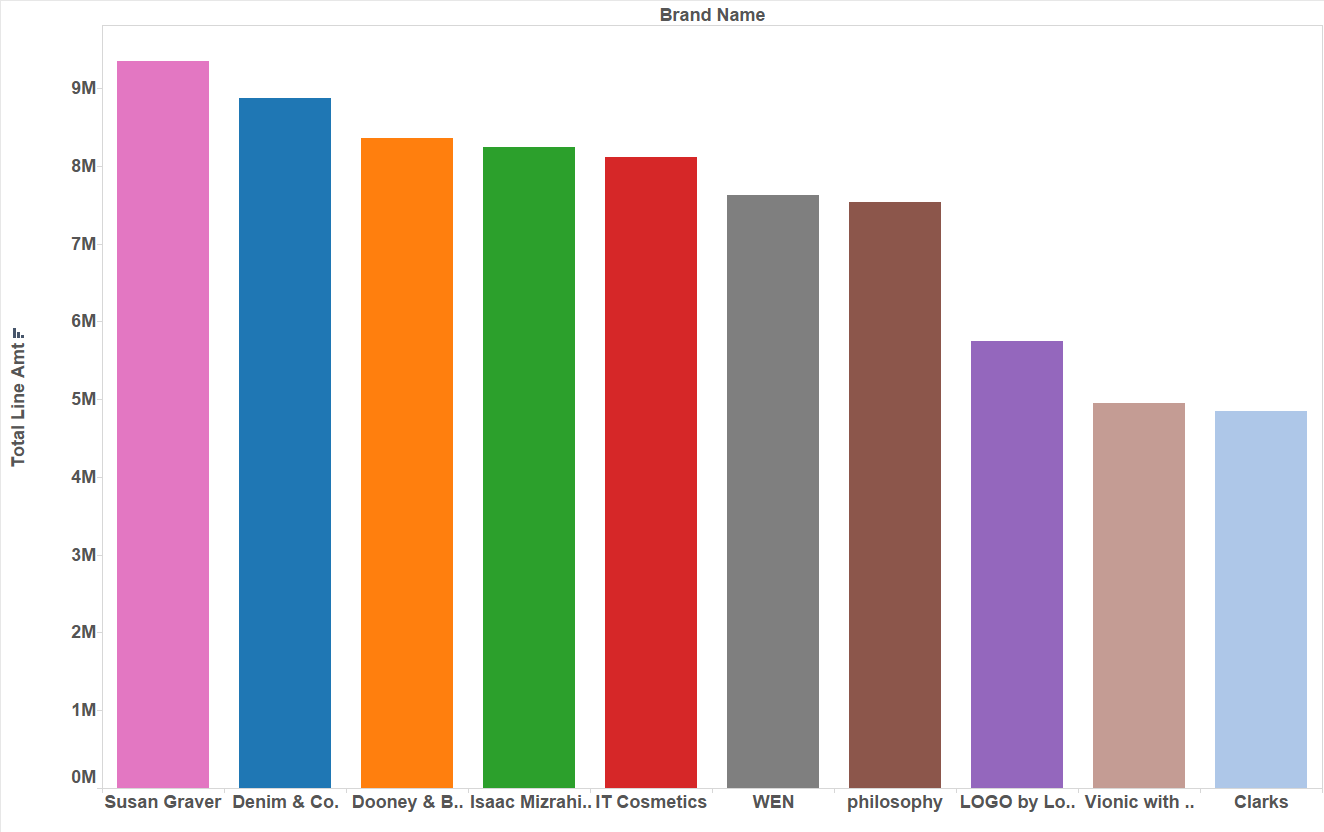 Brand Name
9M
8M
7M
6M
5M
4M
3M
2M
1M
0M
Total Line Amt
Susan Graver Denim & Co. Dooney & B.. Isaac Mizrahi.. IT Cosmetics WEN philosophy LOGO by Lo.. Vionic with .. Clarks